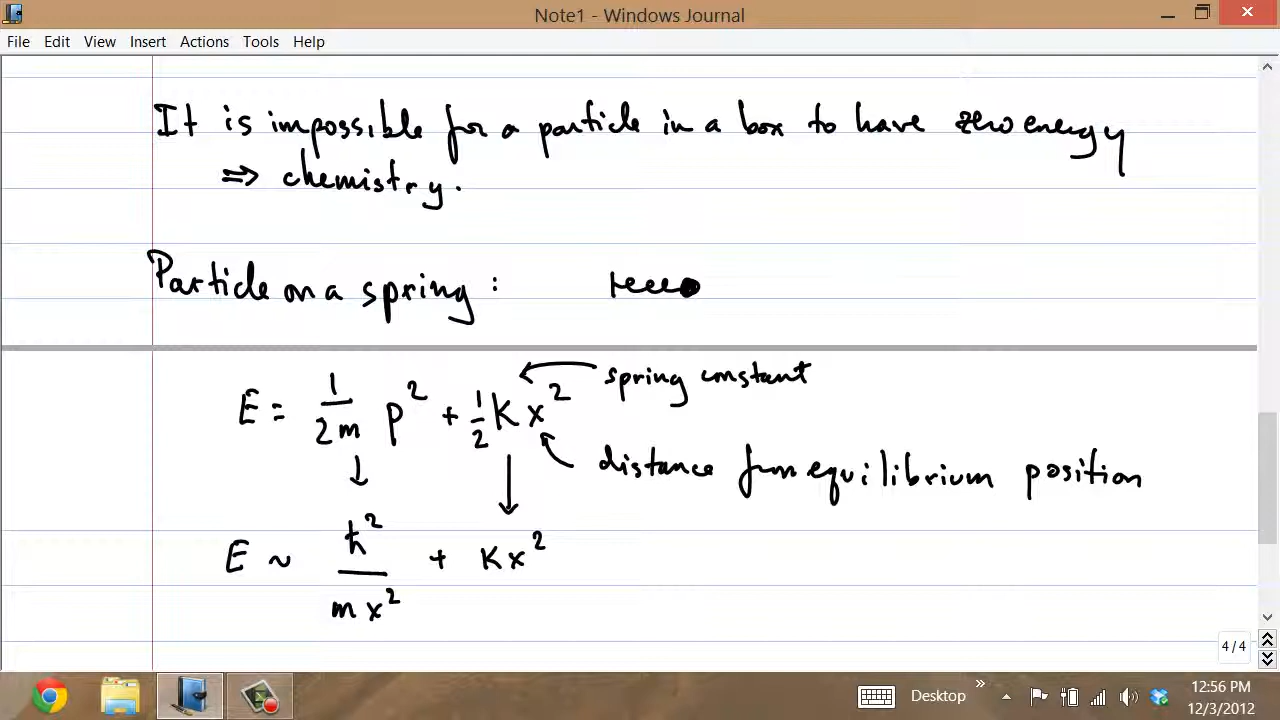 Note1 - Windows Journal
File Edit View Insert Actions Tools Help
It is impossible for a particle in a box to have zero energy
⇒ chemistry.
Particle on a spring :
E = 1/2m p² + 1/2 K x² ← spring constant
distance from equilibrium position
E ~ ħ²/mx² + Kx²
4 / 4
Desktop
12:56 PM
12/3/2012